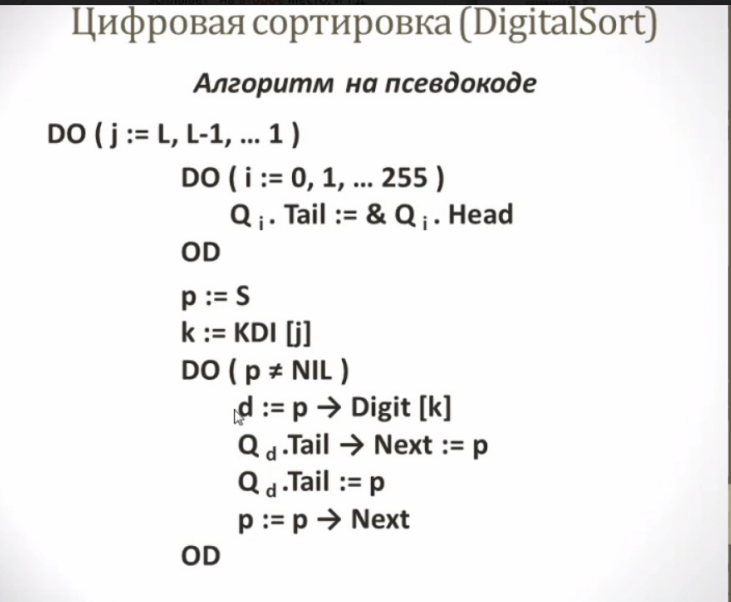 Цифровая сортировка (DigitalSort)
Алгоритм на псевдокоде
DO ( j := L, L-1, ... 1 )
DO ( i := 0, 1, ... 255 )
Q i . Tail := & Q i . Head
OD
p := S
k := KDI [j]
DO ( p ≠ NIL )
d := p → Digit [k]
Q d .Tail → Next := p
Q d .Tail := p
p := p → Next
OD